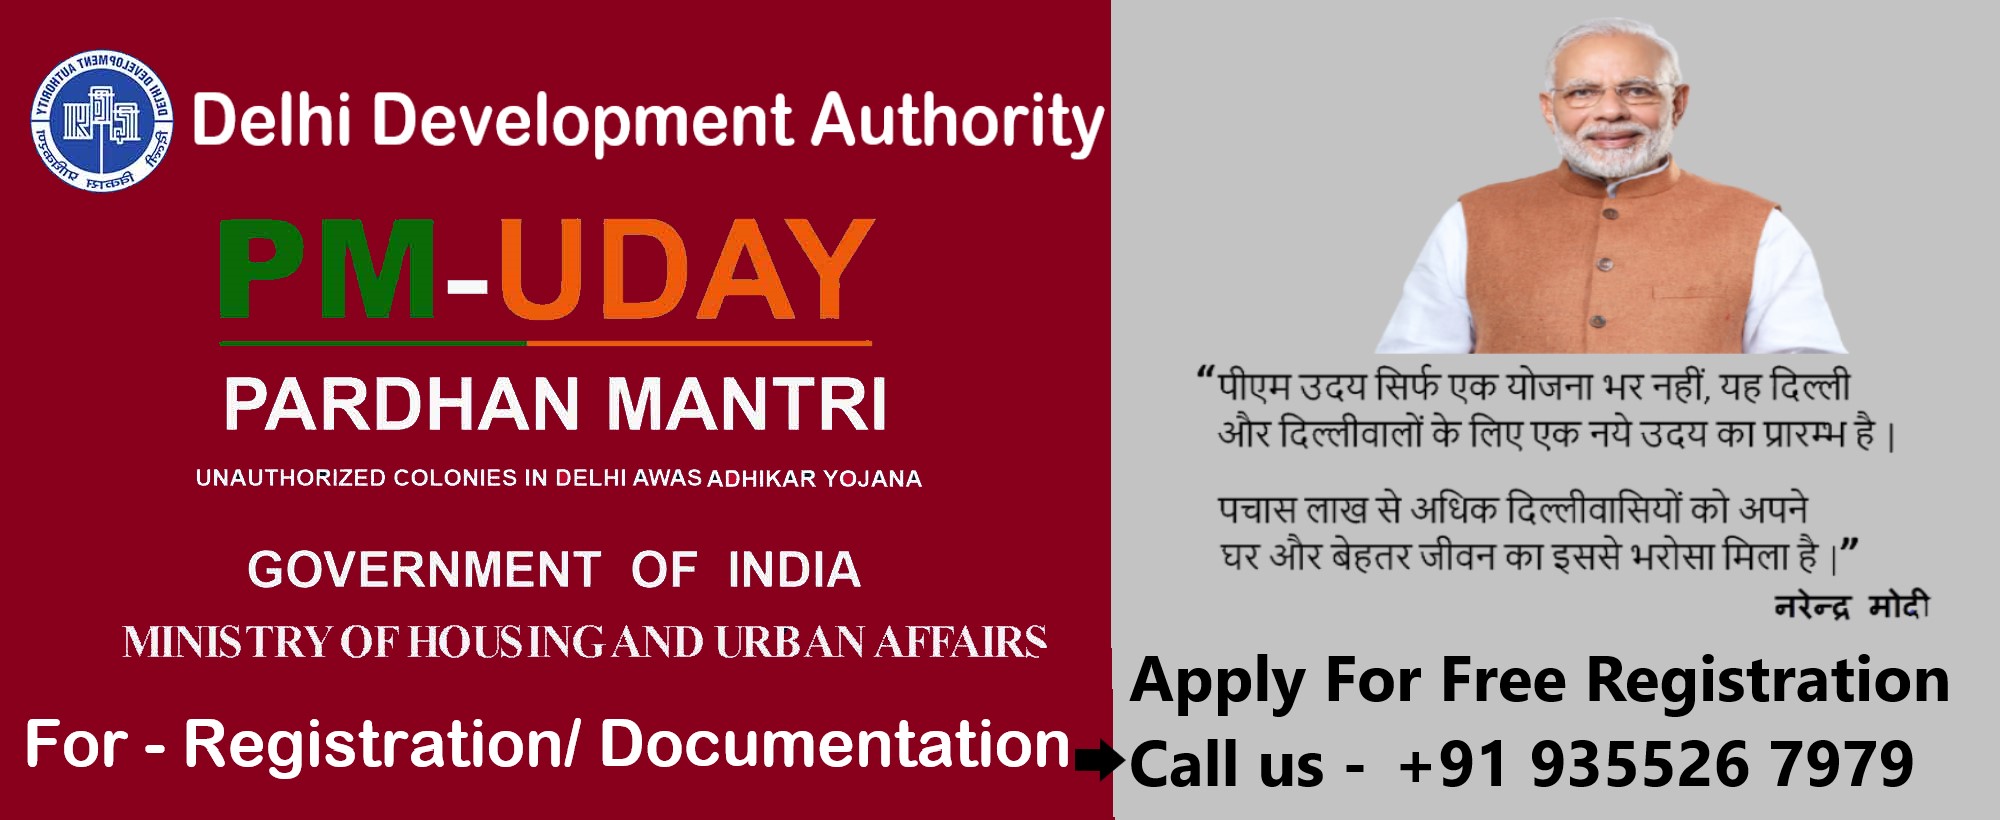 DELHI DEVELOPMENT AUTHORITY
Delhi Development Authority
PM-UDAY
PARDHAN MANTRI
UNAUTHORIZED COLONIES IN DELHI AWAS ADHIKAR YOJANA
GOVERNMENT OF INDIA
MINISTRY OF HOUSING AND URBAN AFFAIRS
For - Registration/ Documentation
“पीएम उदय सिर्फ एक योजना भर नहीं, यह दिल्ली
और दिल्लीवालों के लिए एक नये उदय का प्रारम्भ है |
पचास लाख से अधिक दिल्लीवासियों को अपने
घर और बेहतर जीवन का इससे भरोसा मिला है |”
नरेन्द्र मोदी
Apply For Free Registration
Call us - +91 935526 7979